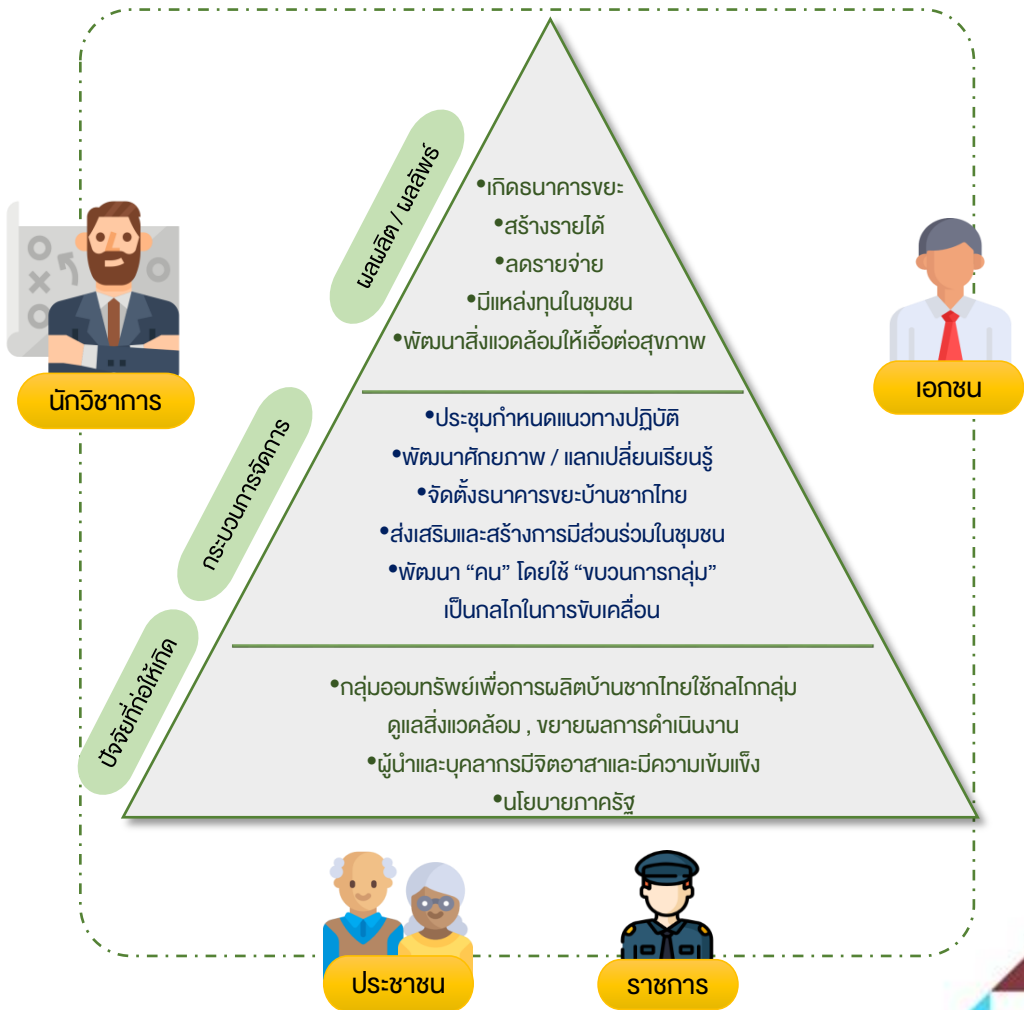 ผลผลิต / ผลลัพธ์
•เกิดธนาคารขยะ
•สร้างรายได้
•ลดรายจ่าย
•มีแหล่งทุนในชุมชน
•พัฒนาสิ่งแวดล้อมให้เอื้อต่อสุขภาพ
นักวิชาการ
เอกชน
กระบวนการจัดการ
•ประชุมกำหนดแนวทางปฏิบัติ
•พัฒนาศักยภาพ / แลกเปลี่ยนเรียนรู้
•จัดตั้งธนาคารขยะบ้านชากไทย
•ส่งเสริมและสร้างการมีส่วนร่วมในชุมชน
•พัฒนา “คน” โดยใช้ “ขบวนการกลุ่ม”
เป็นกลไกในการขับเคลื่อน
ปัจจัยที่ก่อให้เกิด
•กลุ่มออมทรัพย์เพื่อการผลิตบ้านชากไทยใช้กลไกกลุ่ม
ดูแลสิ่งแวดล้อม , ขยายผลการดำเนินงาน
•ผู้นำและบุคลากรมีจิตอาสาและมีความเข้มแข็ง
•นโยบายภาครัฐ
ประชาชน
ราชการ